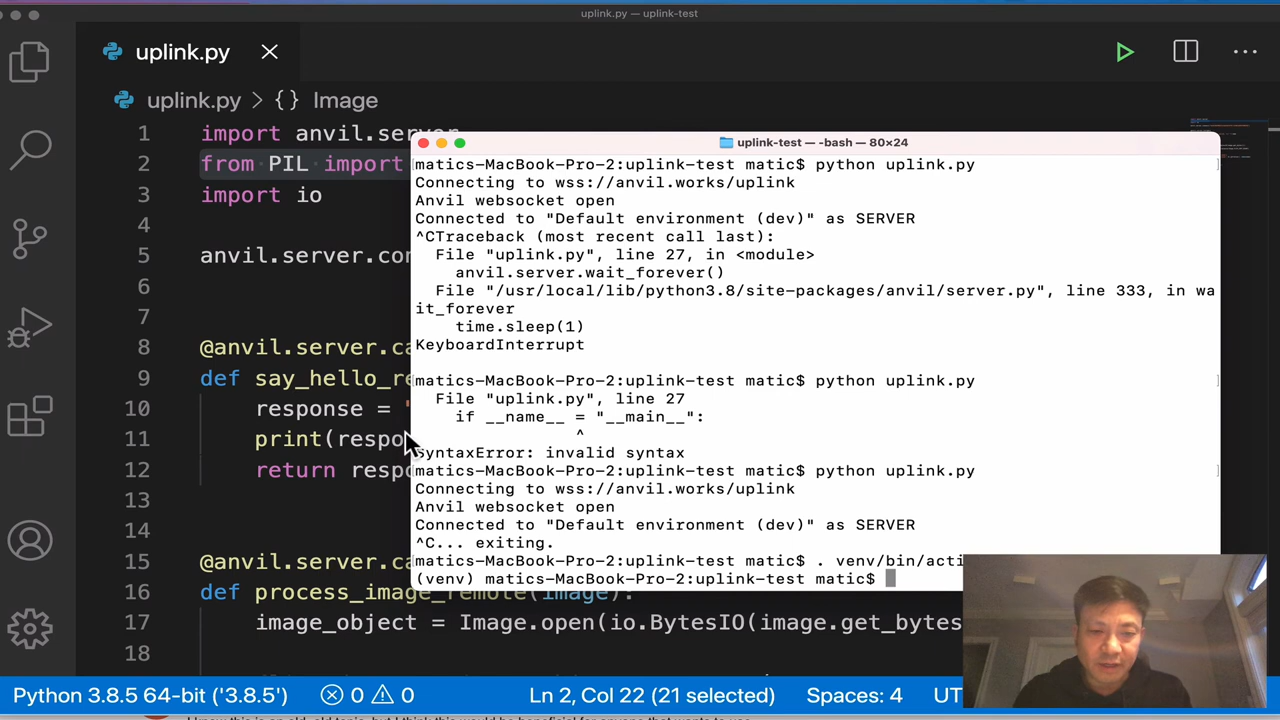 uplink.py — uplink-test
uplink.py
uplink.py > {} Image
1 import anvil.server
2 from PIL import
3 import io
4
5 anvil.server.con
6
7
8 @anvil.server.ca
9 def say_hello_re
10 response = '
11 print(respo
12 return respo
13
14
15 @anvil.server.ca
16 def process_image_remote(image):
17 image_object = Image.open(io.BytesIO(image.get_bytes
18
uplink-test — -bash — 80×24
matics-MacBook-Pro-2:uplink-test matic$ python uplink.py
Connecting to wss://anvil.works/uplink
Anvil websocket open
Connected to "Default environment (dev)" as SERVER
^CTraceback (most recent call last):
File "uplink.py", line 27, in <module>
anvil.server.wait_forever()
File "/usr/local/lib/python3.8/site-packages/anvil/server.py", line 333, in wa
it_forever
time.sleep(1)
KeyboardInterrupt
matics-MacBook-Pro-2:uplink-test matic$ python uplink.py
File "uplink.py", line 27
if __name__ = "__main__":
^
SyntaxError: invalid syntax
matics-MacBook-Pro-2:uplink-test matic$ python uplink.py
Connecting to wss://anvil.works/uplink
Anvil websocket open
Connected to "Default environment (dev)" as SERVER
^C... exiting.
matics-MacBook-Pro-2:uplink-test matic$ . venv/bin/acti
(venv) matics-MacBook-Pro-2:uplink-test matic$
Python 3.8.5 64-bit ('3.8.5') 0 0 Ln 2, Col 22 (21 selected) Spaces: 4 UT